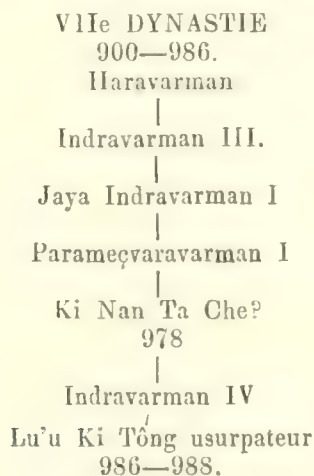 VIIe DYNASTIE
900—986.
Haravarman
Indravarman III.
Jaya Indravarman I
Parameçvaravarman I
Ki Nan Ta Che?
978
Indravarman IV
Lu'u Ki Tông usurpateur
986—988.